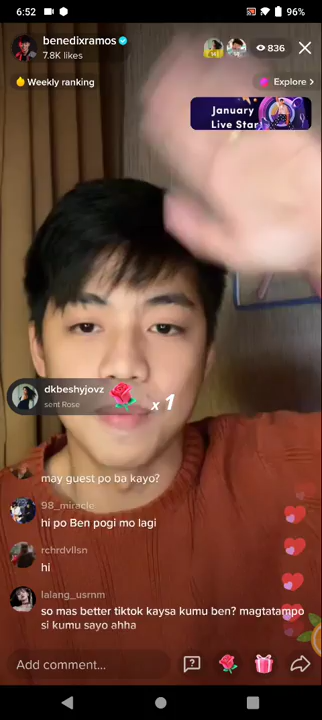 6:52
96%
benedixramos
7.8K likes
836
Weekly ranking
Explore >
January
Live Star
dkbeshyjovz
sent Rose
x 1
may guest po ba kayo?
98_miracle
hi po Ben pogi mo lagi
rchrdvllsn
hi
lalang_usrnm
so mas better tiktok kaysa kumu ben? magtatampo
si kumu sayo ahha
Add comment...